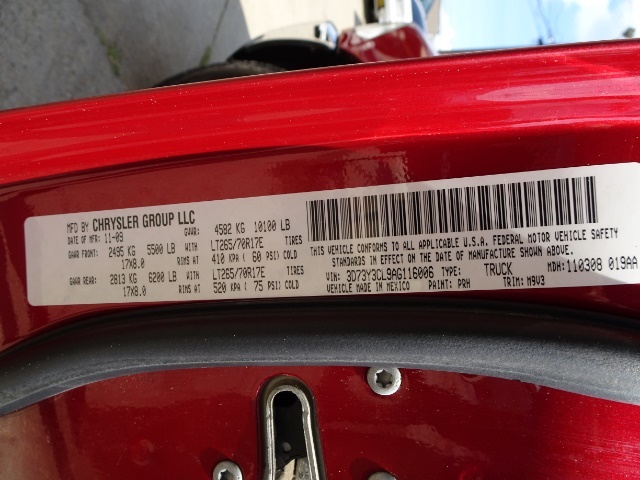 MFD BY CHRYSLER GROUP LLC
DATE OF MFR 11-09 GVWR: 4582 KG 10100 LB
GAWR FRONT: 2495 KG 5500 LB WITH LT265/70R17E TIRES
17X8.0 RIMS AT 410 KPA ( 60 PSI) COLD
GAWR REAR: 2813 KG 6200 LB WITH LT265/70R17E TIRES
17X8.0 RIMS AT 520 KPA ( 75 PSI) COLD
THIS VEHICLE CONFORMS TO ALL APPLICABLE U.S.A. FEDERAL MOTOR VEHICLE SAFETY
STANDARDS IN EFFECT ON THE DATE OF MANUFACTURE SHOWN ABOVE.
VIN: 3D73Y3CL9AG116006 TYPE: TRUCK MDH: 110308 019AA
VEHICLE MADE IN MEXICO PAINT: PRH TRIM: M9V3